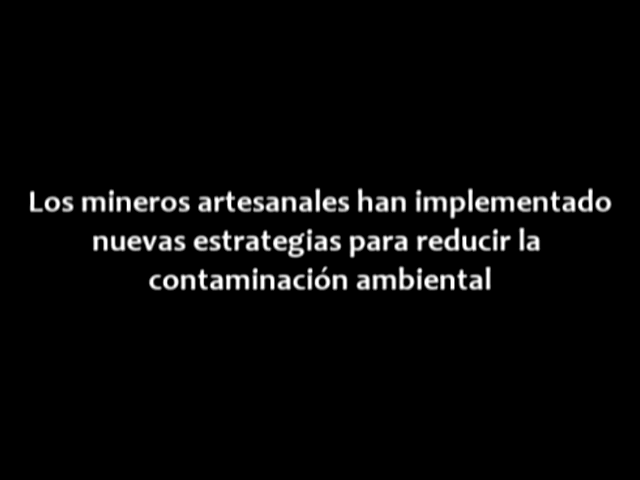 Los mineros artesanales han implementado
nuevas estrategias para reducir la
contaminación ambiental